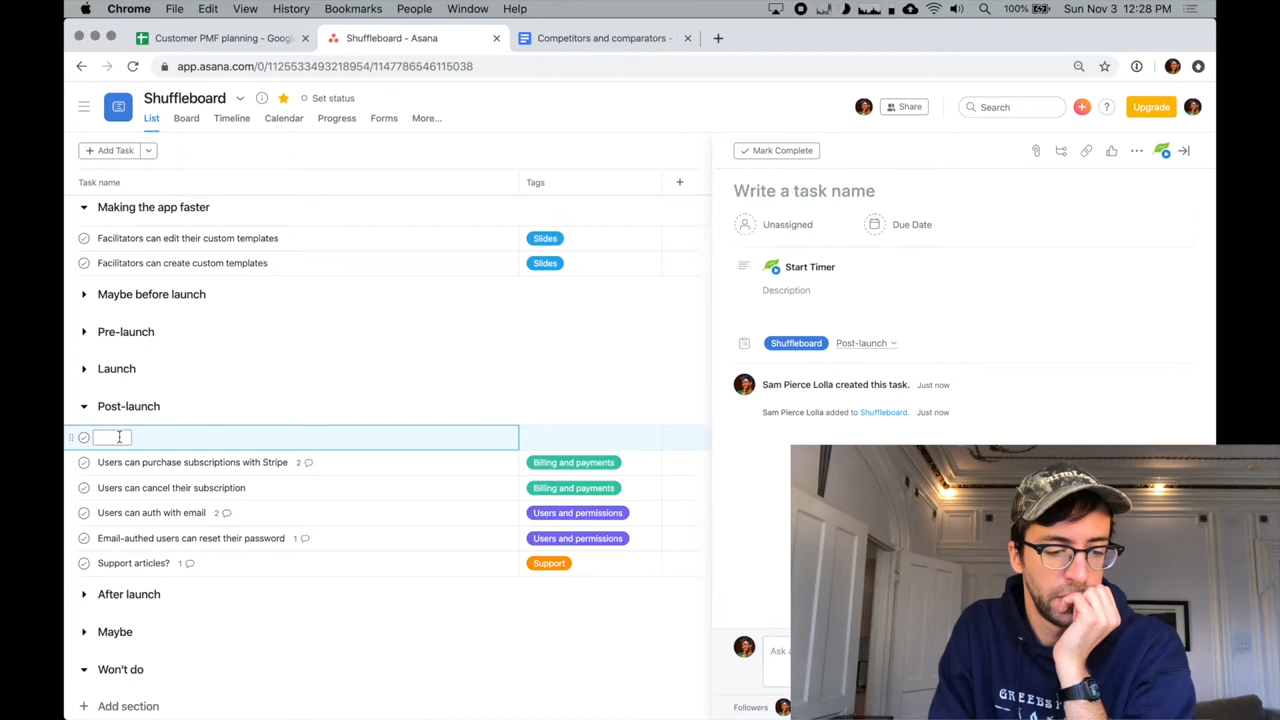 Chrome File Edit View History Bookmarks People Window Help 100% Sun Nov 3 12:28 PM
Customer PMF planning - Googl Shuffleboard - Asana Competitors and comparators -
app.asana.com/0/1125533493218954/1147786546115038
Shuffleboard Set status
List Board Timeline Calendar Progress Forms More...
Share Search + ? Upgrade
+ Add Task
Mark Complete
Task name Tags +
Write a task name
Making the app faster
Unassigned Due Date
Facilitators can edit their custom templates Slides
Facilitators can create custom templates Slides
Start Timer
Description
Maybe before launch
Pre-launch
Shuffleboard Post-launch
Launch
Sam Pierce Lolla created this task. Just now
Post-launch
Sam Pierce Lolla added to Shuffleboard. Just now
Users can purchase subscriptions with Stripe 2 Billing and payments
Users can cancel their subscription Billing and payments
Users can auth with email 2 Users and permissions
Email-authed users can reset their password 1 Users and permissions
Support articles? 1 Support
After launch
Maybe
Won't do
Ask a
+ Add section
Followers